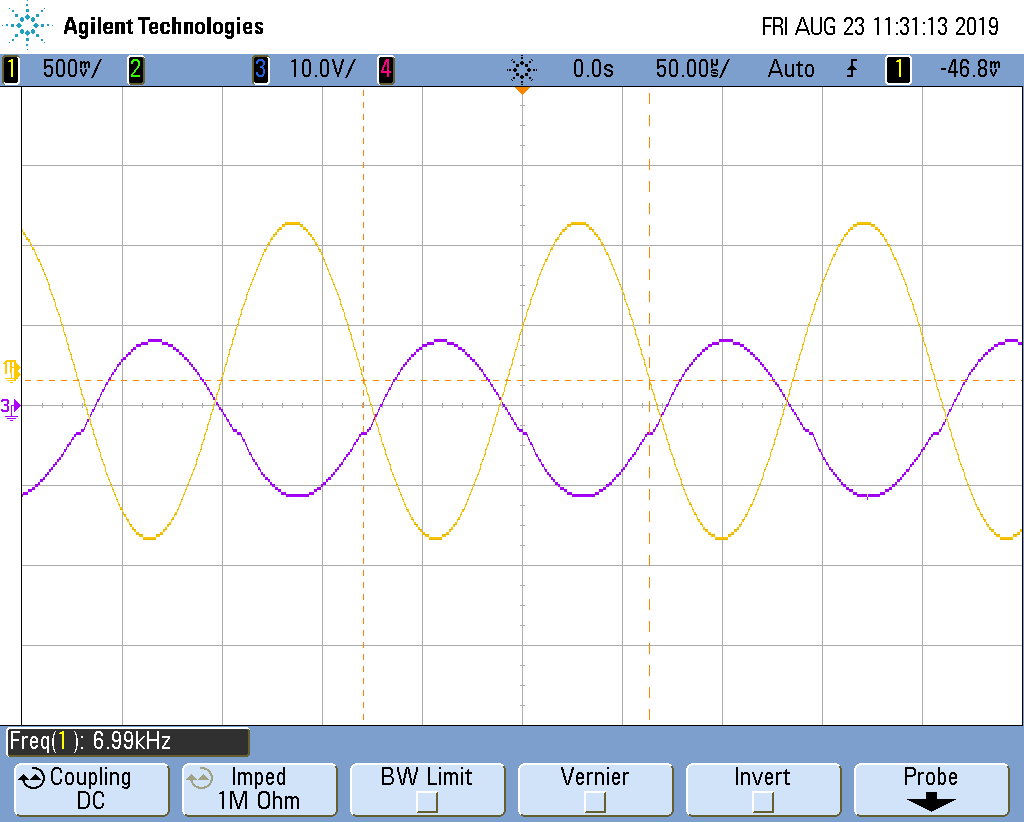 Agilent Technologies FRI AUG 23 11:31:13 2019
1 500mV/ 2 3 10.0V/ 4 0.0s 50.00µs/ Auto 1 -46.8mV
3
Freq(1): 6.99kHz
Coupling Imped BW Limit Vernier Invert Probe
DC 1M Ohm